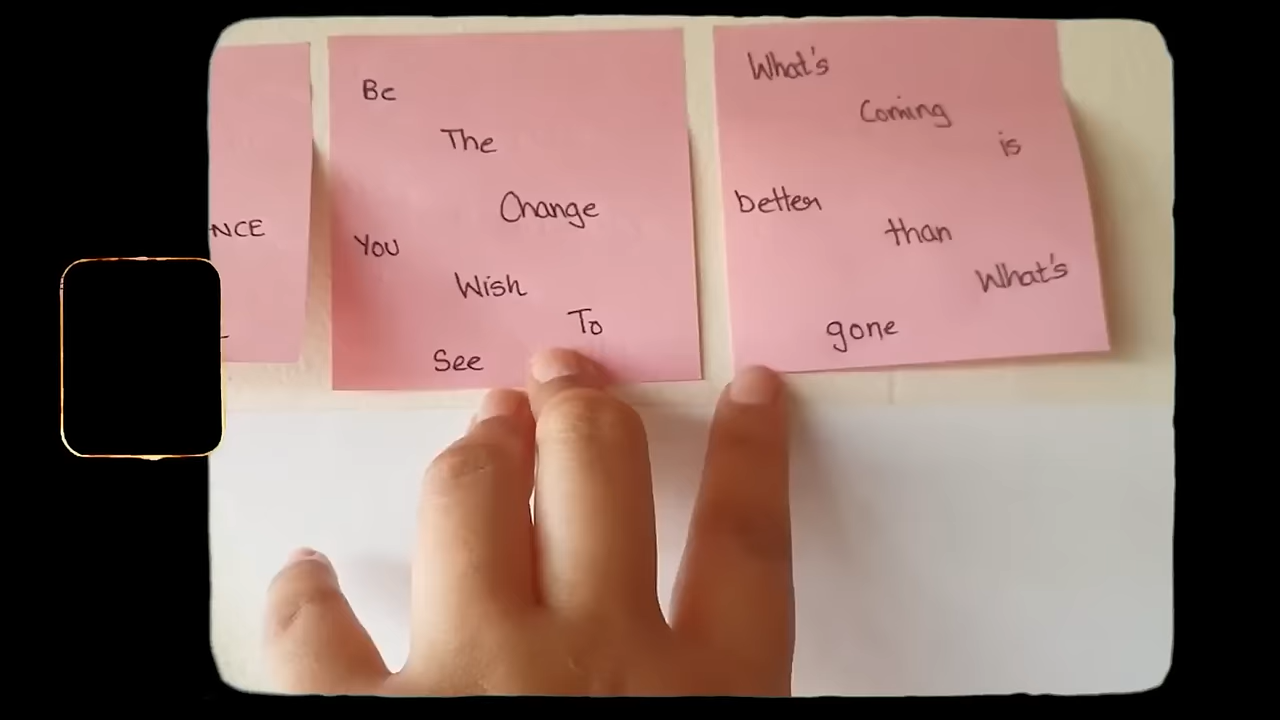 NCE
Be
The
Change
You
Wish
To
See
What's
Coming
is
better
than
What's
gone